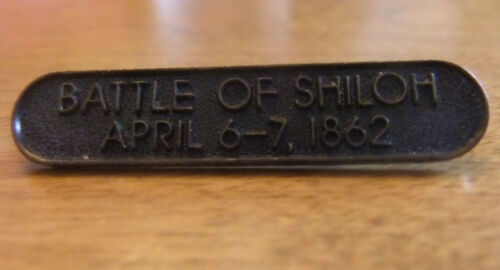 BATTLE OF SHILOH
APRIL 6-7, 1862